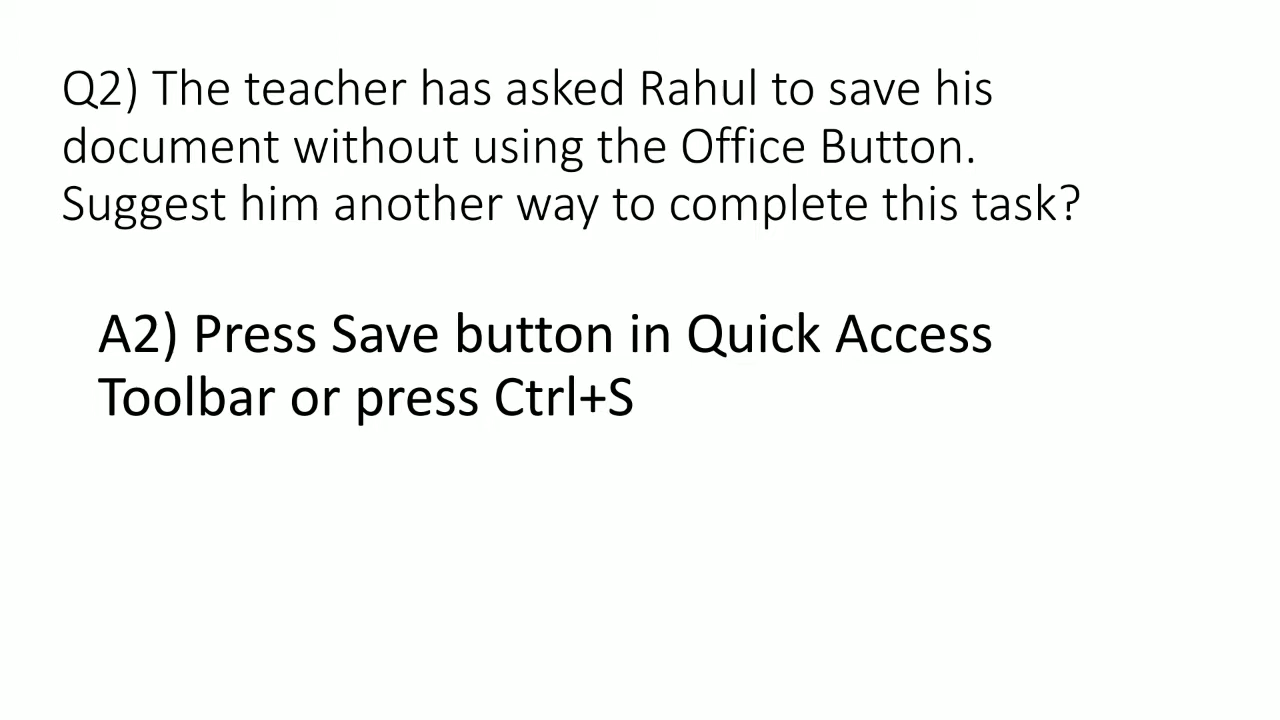 Q2) The teacher has asked Rahul to save his
document without using the Office Button.
Suggest him another way to complete this task?
A2) Press Save button in Quick Access
Toolbar or press Ctrl+S